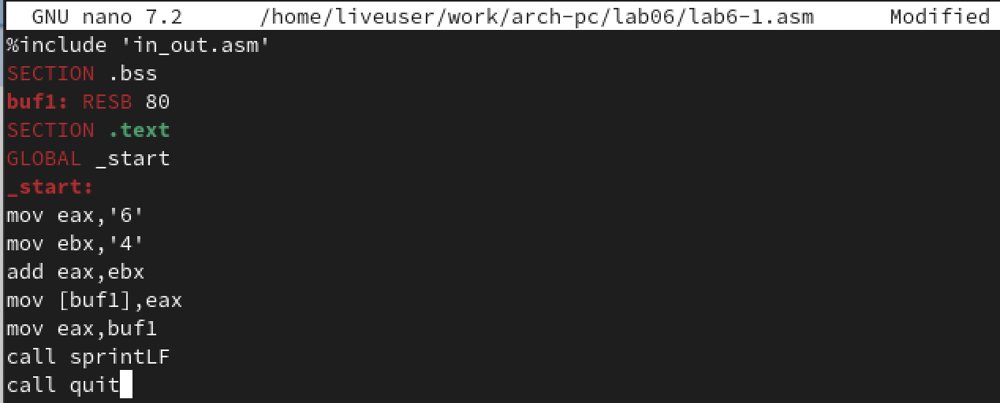 GNU nano 7.2 /home/liveuser/work/arch-pc/lab06/lab6-1.asm Modified
%include 'in_out.asm'
SECTION .bss
buf1: RESB 80
SECTION .text
GLOBAL _start
_start:
mov eax,'6'
mov ebx,'4'
add eax,ebx
mov [buf1],eax
mov eax,buf1
call sprintLF
call quit